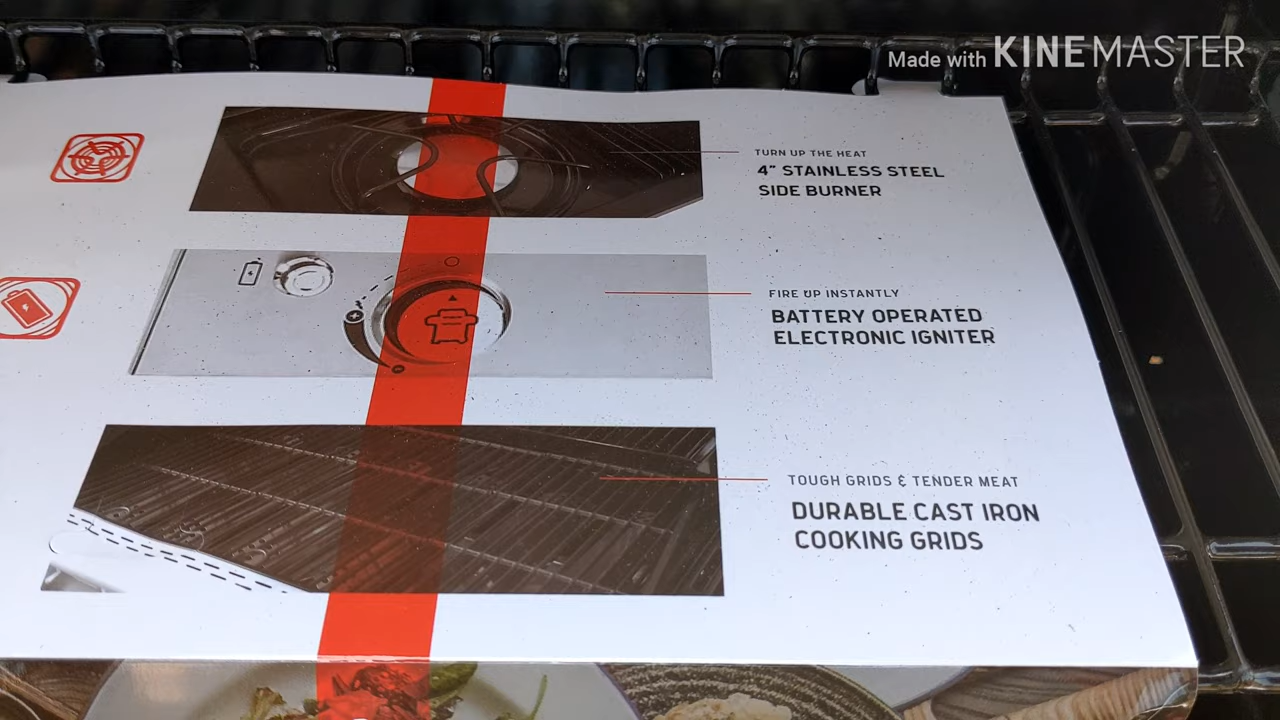 Made with KINEMASTER
TURN UP THE HEAT
4" STAINLESS STEEL
SIDE BURNER
FIRE UP INSTANTLY
BATTERY OPERATED
ELECTRONIC IGNITER
TOUGH GRIDS & TENDER MEAT
DURABLE CAST IRON
COOKING GRIDS